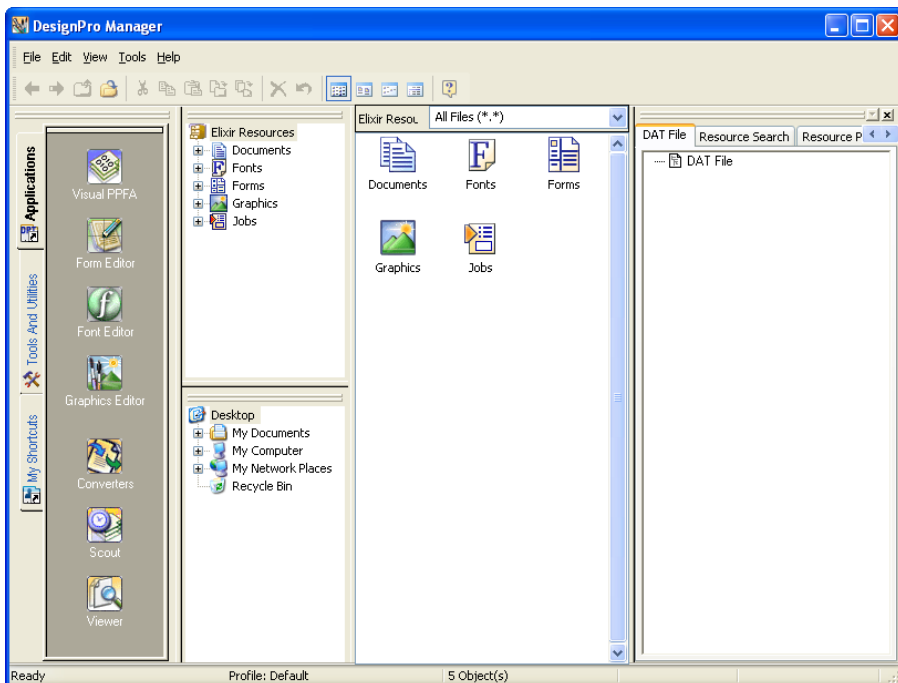 DesignPro Manager
File Edit View Tools Help
Applications
Tools And Utilities
My Shortcuts
Visual PPFA
Form Editor
Font Editor
Graphics Editor
Converters
Scout
Viewer
Elixir Resources
Documents
Fonts
Forms
Graphics
Jobs
Desktop
My Documents
My Computer
My Network Places
Recycle Bin
Elixir Resou All Files (*.*)
Documents Fonts Forms
Graphics Jobs
DAT File Resource Search Resource P
DAT File
Ready Profile: Default 5 Object(s)